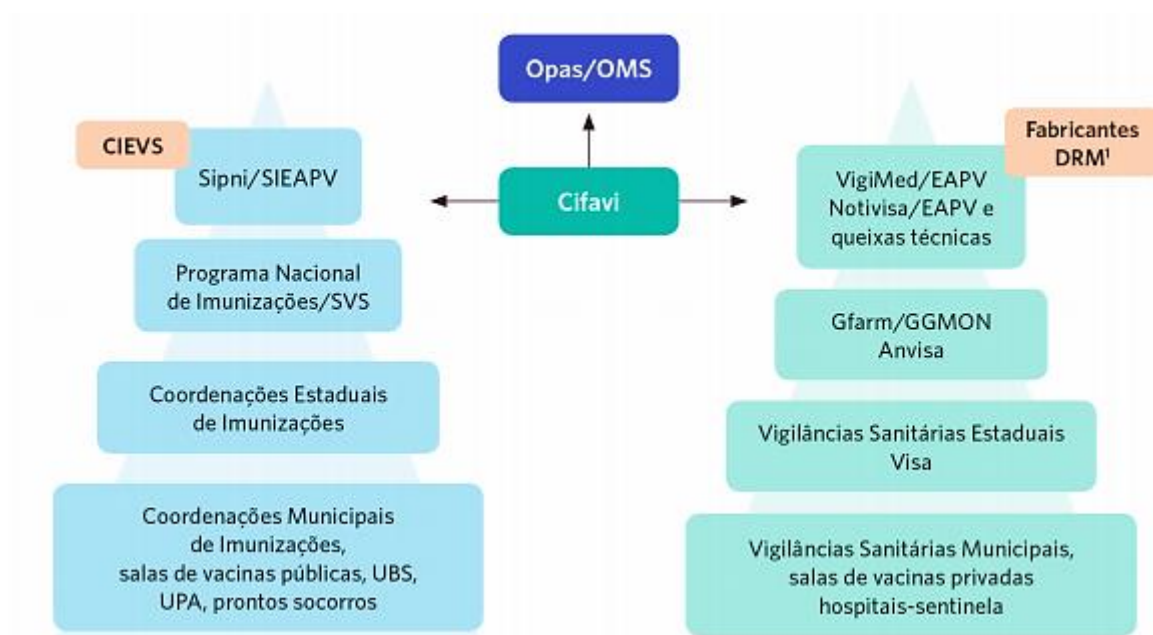 Opas/OMS
CIEVS
Sipni/SIEAPV
Cifavi
Fabricantes
DRM¹
VigiMed/EAPV
Notivisa/EAPV e
queixas técnicas
Programa Nacional
de Imunizações/SVS
Gfarm/GGMON
Anvisa
Coordenações Estaduais
de Imunizações
Vigilâncias Sanitárias Estaduais
Visa
Coordenações Municipais
de Imunizações,
salas de vacinas públicas, UBS,
UPA, prontos socorros
Vigilâncias Sanitárias Municipais,
salas de vacinas privadas
hospitais-sentinela